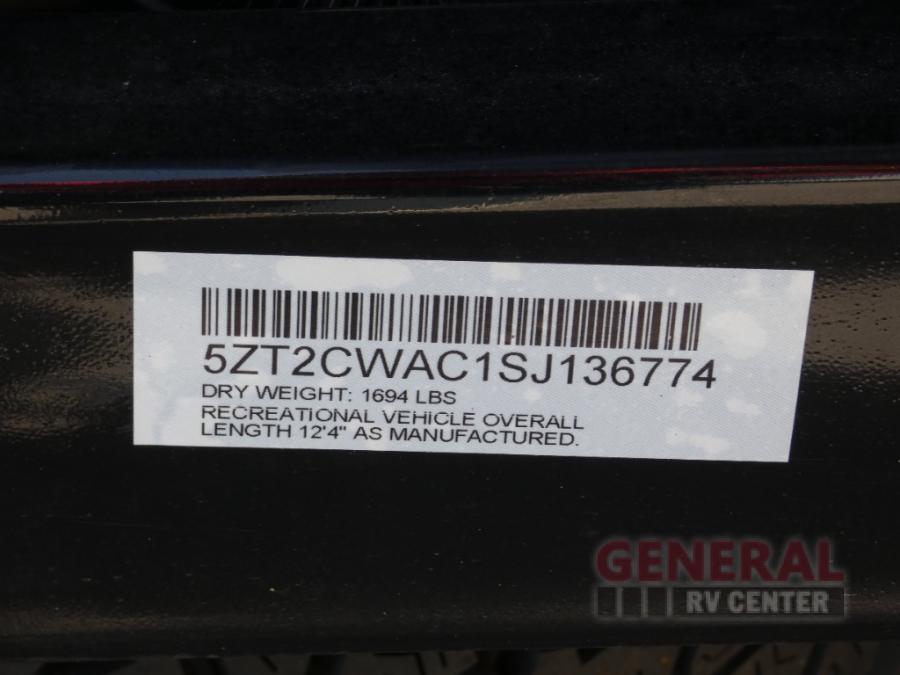 5ZT2CWAC1SJ136774
DRY WEIGHT: 1694 LBS
RECREATIONAL VEHICLE OVERALL
LENGTH 12'4" AS MANUFACTURED.
GENERAL
RV CENTER